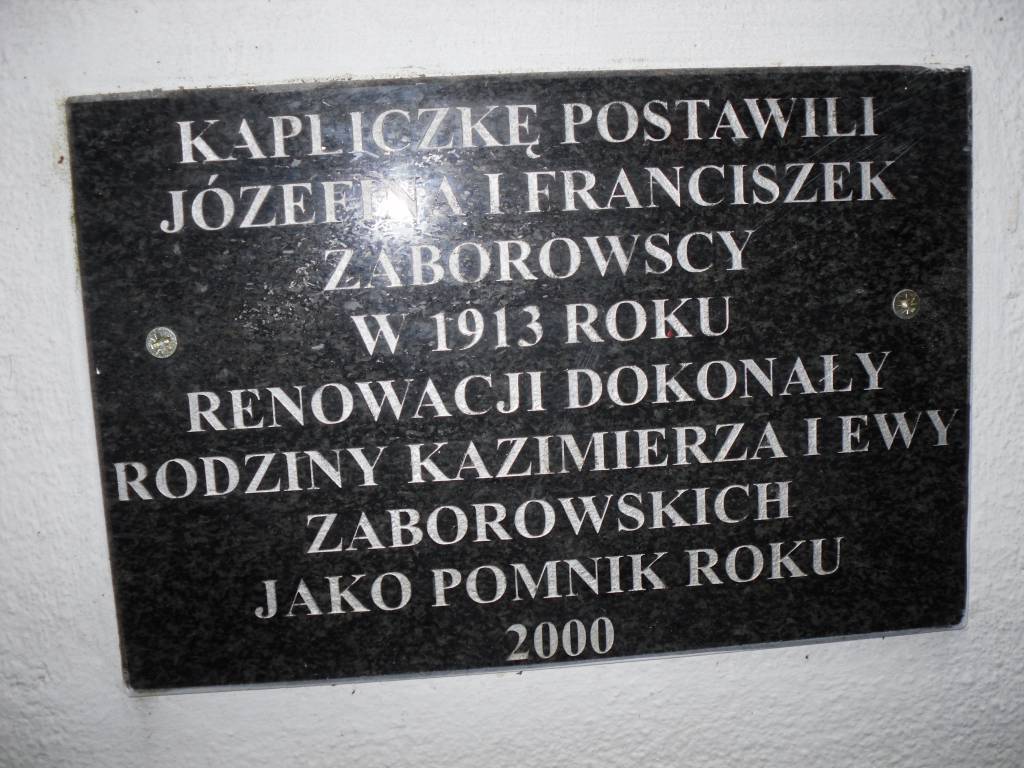 KAPLICZKĘ POSTAWILI
JÓZEFINA I FRANCISZEK
ZABOROWSCY
W 1913 ROKU
RENOWACJI DOKONAŁY
RODZINY KAZIMIERZA I EWY
ZABOROWSKICH
JAKO POMNIK ROKU
2000